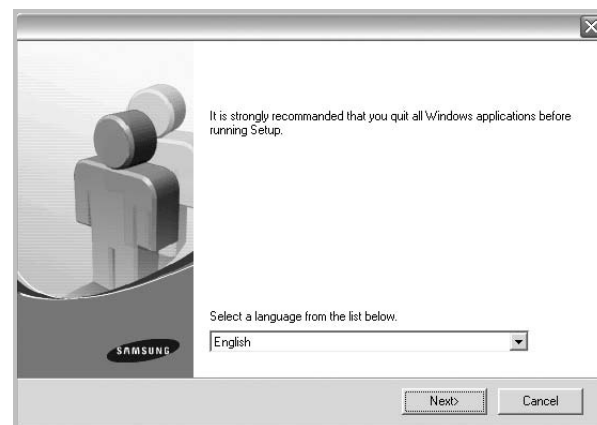 It is strongly recommanded that you quit all Windows applications before
running Setup.
Select a language from the list below.
English
SAMSUNG
Next>
Cancel